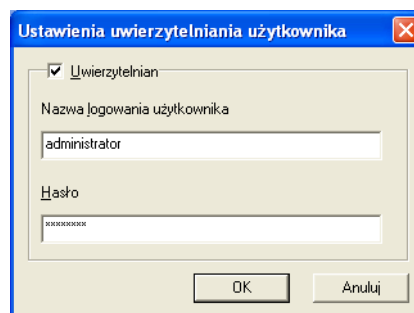 Ustawienia uwierzytelniania użytkownika
Uwierzytelnian
Nazwa logowania użytkownika
administrator
Hasło
********
OK
Anuluj